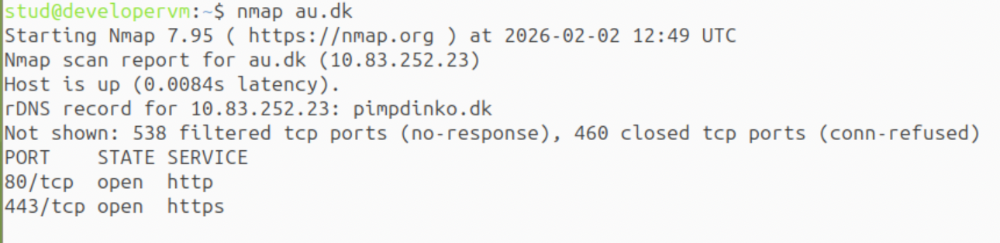 stud@developervm:~$ nmap au.dk
Starting Nmap 7.95 ( https://nmap.org ) at 2026-02-02 12:49 UTC
Nmap scan report for au.dk (10.83.252.23)
Host is up (0.0084s latency).
rDNS record for 10.83.252.23: pimpdinko.dk
Not shown: 538 filtered tcp ports (no-response), 460 closed tcp ports (conn-refused)
PORT    STATE SERVICE
80/tcp  open  http
443/tcp open  https